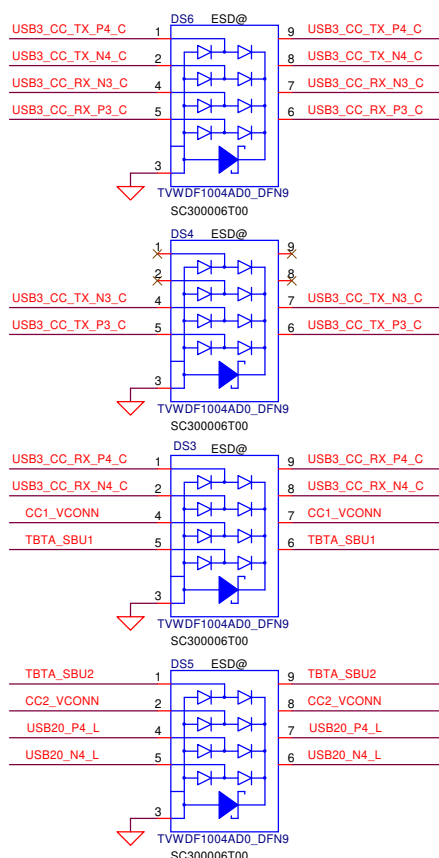 DS6 ESD@
USB3_CC_TX_P4_C 1 9 USB3_CC_TX_P4_C
USB3_CC_TX_N4_C 2 8 USB3_CC_TX_N4_C
USB3_CC_RX_N3_C 4 7 USB3_CC_RX_N3_C
USB3_CC_RX_P3_C 5 6 USB3_CC_RX_P3_C
3
TVWDF1004AD0_DFN9
SC300006T00
DS4 ESD@
1 9
2 8
USB3_CC_TX_N3_C 4 7 USB3_CC_TX_N3_C
USB3_CC_TX_P3_C 5 6 USB3_CC_TX_P3_C
3
TVWDF1004AD0_DFN9
SC300006T00
DS3 ESD@
USB3_CC_RX_P4_C 1 9 USB3_CC_RX_P4_C
USB3_CC_RX_N4_C 2 8 USB3_CC_RX_N4_C
CC1_VCONN 4 7 CC1_VCONN
TBTA_SBU1 5 6 TBTA_SBU1
3
TVWDF1004AD0_DFN9
SC300006T00
DS5 ESD@
TBTA_SBU2 1 9 TBTA_SBU2
CC2_VCONN 2 8 CC2_VCONN
USB20_P4_L 4 7 USB20_P4_L
USB20_N4_L 5 6 USB20_N4_L
3
TVWDF1004AD0_DFN9
SC300006T00